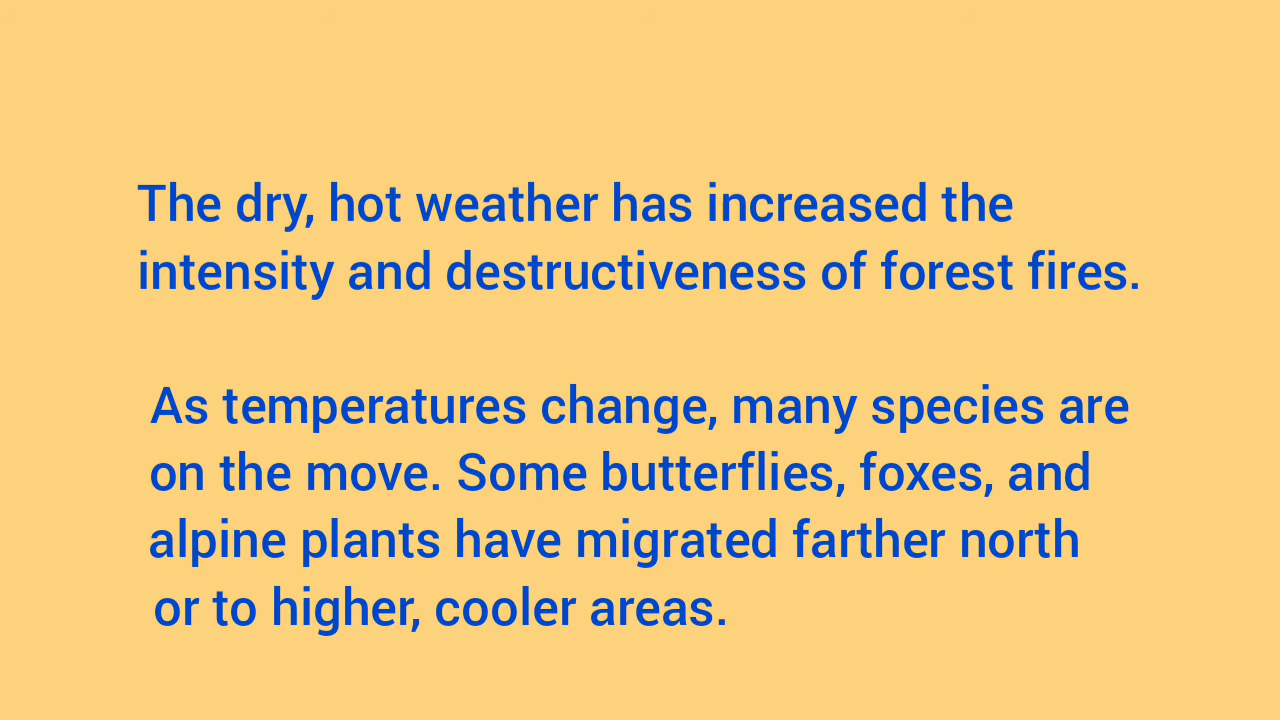 The dry, hot weather has increased the
intensity and destructiveness of forest fires.
As temperatures change, many species are
on the move. Some butterflies, foxes, and
alpine plants have migrated farther north
or to higher, cooler areas.